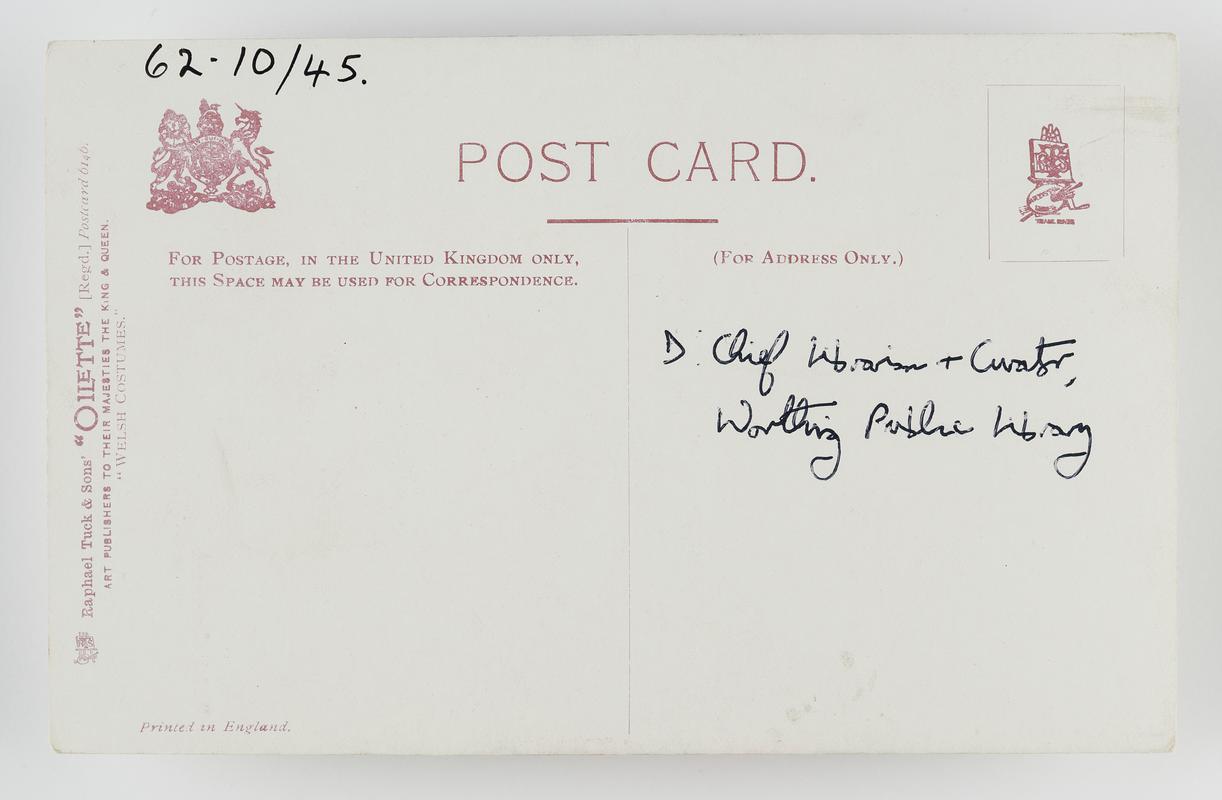 62-10/45.
POST CARD.
FOR POSTAGE, IN THE UNITED KINGDOM ONLY,
THIS SPACE MAY BE USED FOR CORRESPONDENCE.
(FOR ADDRESS ONLY.)
D. Chief Librarian + Curator,
Worthing Public Library
Raphael Tuck & Sons' "OILETTE" [Regd.] Postcard 6146.
ART PUBLISHERS TO THEIR MAJESTIES THE KING & QUEEN.
"WELSH COSTUMES."
Printed in England.